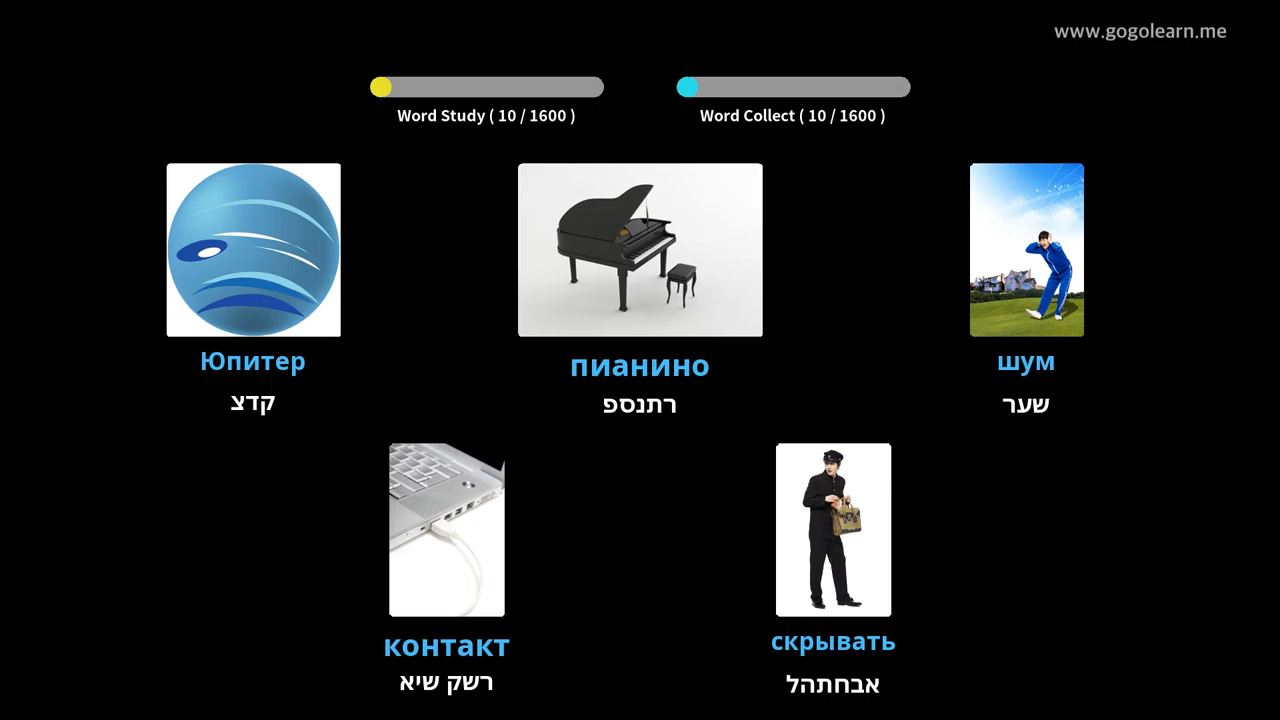 www.gogolearn.me
Word Study ( 10 / 1600 )
Word Collect ( 10 / 1600 )
Юпитер
קדצ
пианино
רתנספ
шум
שער
контакт
רשק שיא
скрывать
אבחתהל